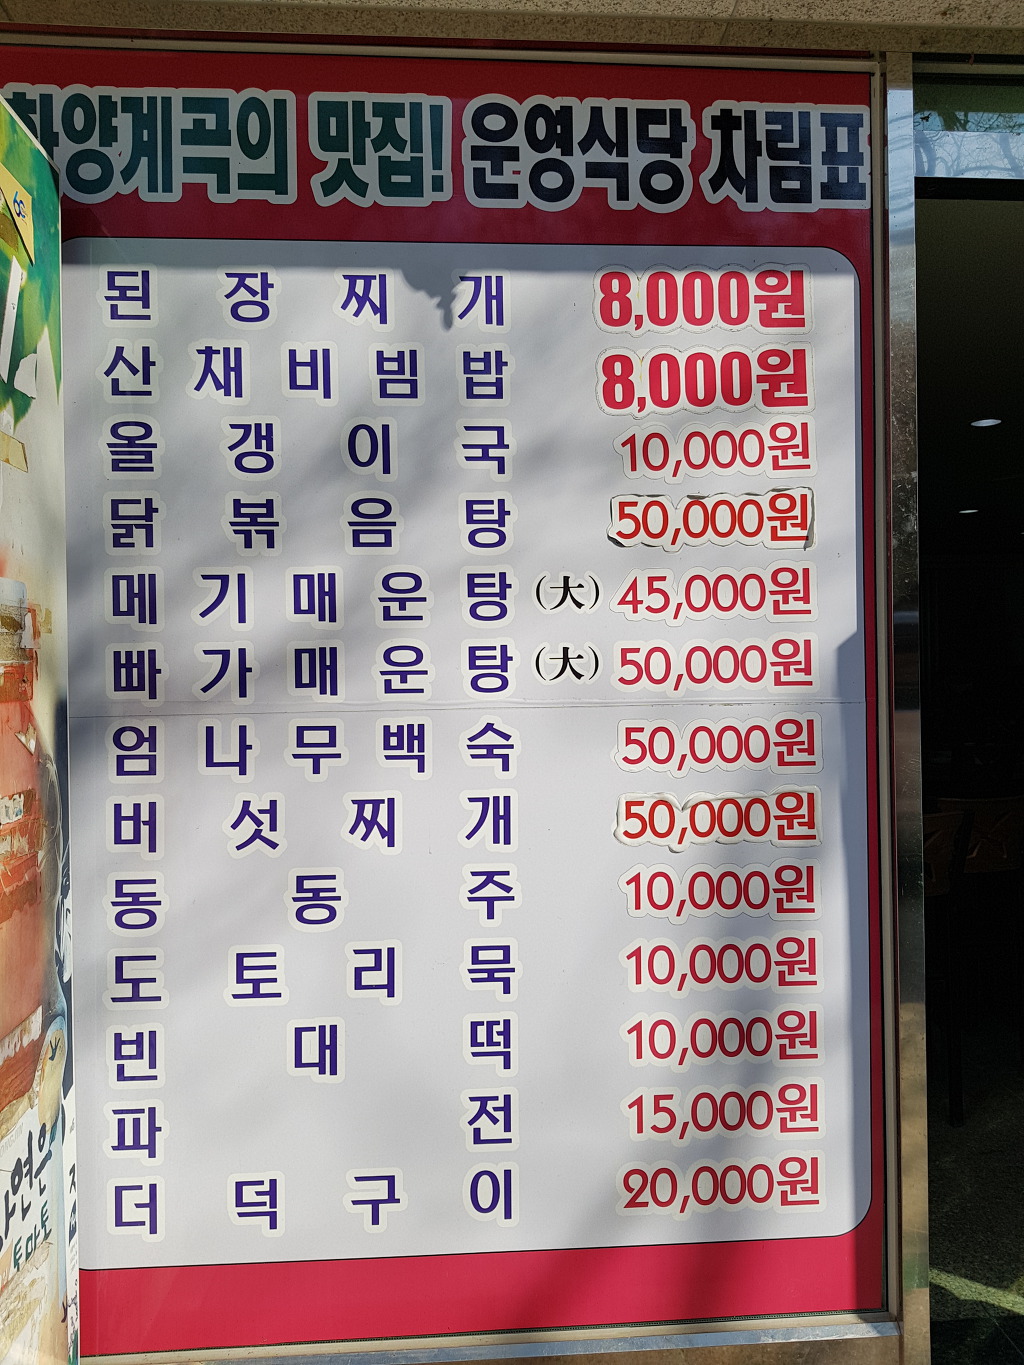 화양계곡의 맛집! 운영식당 차림표
된장찌개 8,000원
산채비빔밥 8,000원
올갱이국 10,000원
닭볶음탕 50,000원
메기매운탕 (大) 45,000원
빠가매운탕 (大) 50,000원
엄나무백숙 50,000원
버섯찌개 50,000원
동동주 10,000원
도토리묵 10,000원
빈대떡 10,000원
파전 15,000원
더덕구이 20,000원
투마토